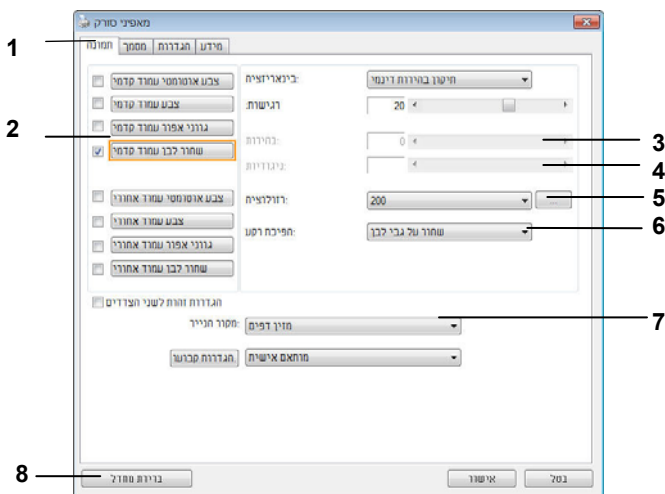 מאפיני סורק
תמונה מסמך הגדרות מידע
1
צבע אוטומטי עמוד קדמי
צבע עמוד קדמי
2
גווני אפור עמוד קדמי
שחור לבן עמוד קדמי
צבע אוטומטי עמוד אחורי
צבע עמוד אחורי
גווני אפור עמוד אחורי
שחור לבן עמוד אחורי
בינאריזציה: תיקון בהירות דינמי
רגישות: 20
בהירות: 0
3
ניגודיות:
4
רזולוציה: 200 ...
5
הפיכת רקע: שחור על גבי לבן
6
הגדרות זהות לשני הצדדים
מקור הנייר: מזין דפים
7
הגדרות קבועו. מותאם אישית
8
ברירת מחדל אישור בטל